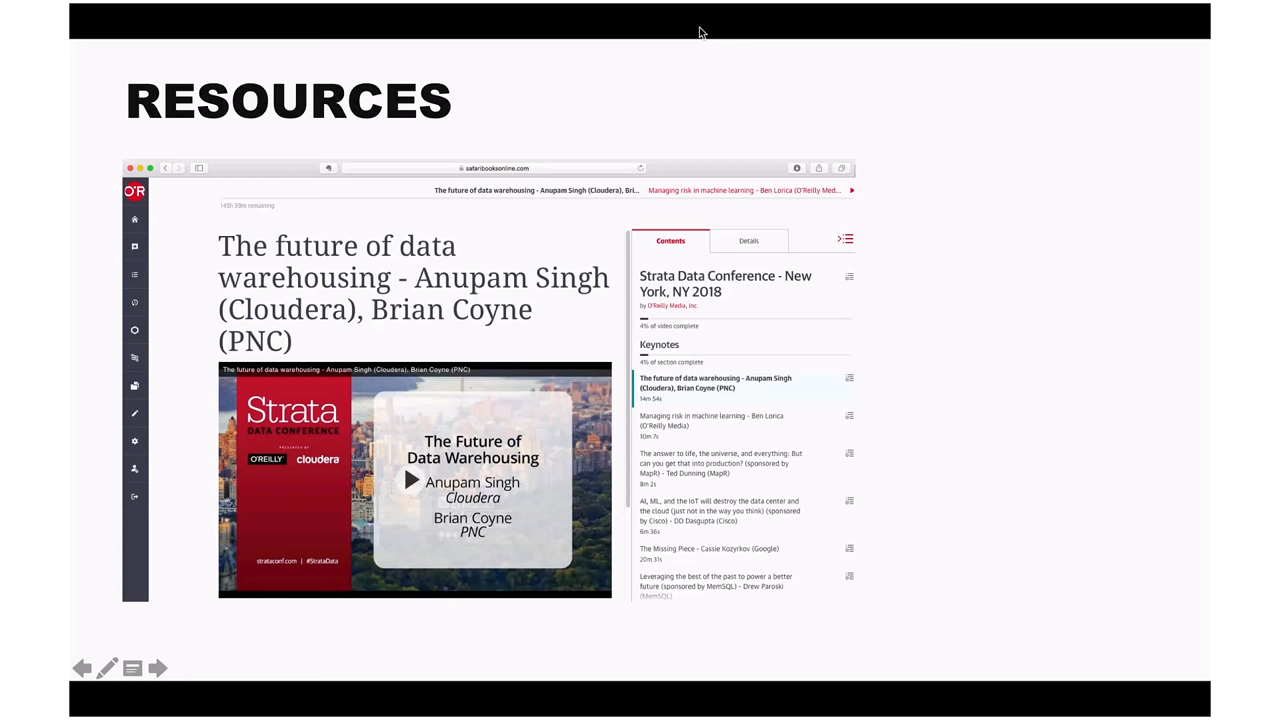 RESOURCES
safaribooksonline.com
O'R
The future of data warehousing - Anupam Singh (Cloudera), Bri...
Managing risk in machine learning - Ben Lorica (O'Reilly Med...
145h 59m remaining
The future of data
warehousing - Anupam Singh
(Cloudera), Brian Coyne
(PNC)
The future of data warehousing - Anupam Singh (Cloudera), Brian Coyne (PNC)
Strata
DATA CONFERENCE
PRESENTED BY
O'REILLY cloudera
strataconf.com | #StrataData
The Future of
Data Warehousing
Anupam Singh
Cloudera
Brian Coyne
PNC
Contents
Details
Strata Data Conference - New
York, NY 2018
by O'Reilly Media, Inc.
4% of video complete
Keynotes
4% of section complete
The future of data warehousing - Anupam Singh
(Cloudera), Brian Coyne (PNC)
14m 54s
Managing risk in machine learning - Ben Lorica
(O'Reilly Media)
10m 7s
The answer to life, the universe, and everything: But
can you get that into production? (sponsored by
MapR) - Ted Dunning (MapR)
8m 2s
AI, ML, and the IoT will destroy the data center and
the cloud (just not in the way you think) (sponsored
by Cisco) - DD Dasgupta (Cisco)
6m 36s
The Missing Piece - Cassie Kozyrkov (Google)
20m 31s
Leveraging the best of the past to power a better
future (sponsored by MemSQL) - Drew Paroski
(MemSQL)